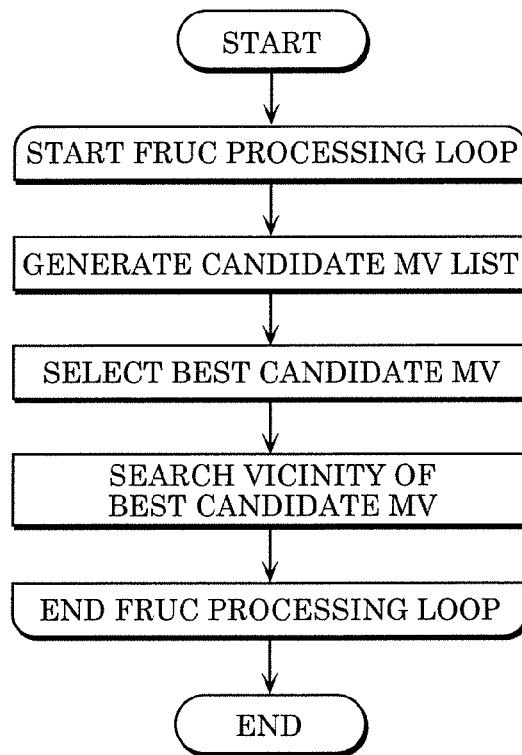 START
START FRUC PROCESSING LOOP
GENERATE CANDIDATE MV LIST
SELECT BEST CANDIDATE MV
SEARCH VICINITY OF
BEST CANDIDATE MV
END FRUC PROCESSING LOOP
END